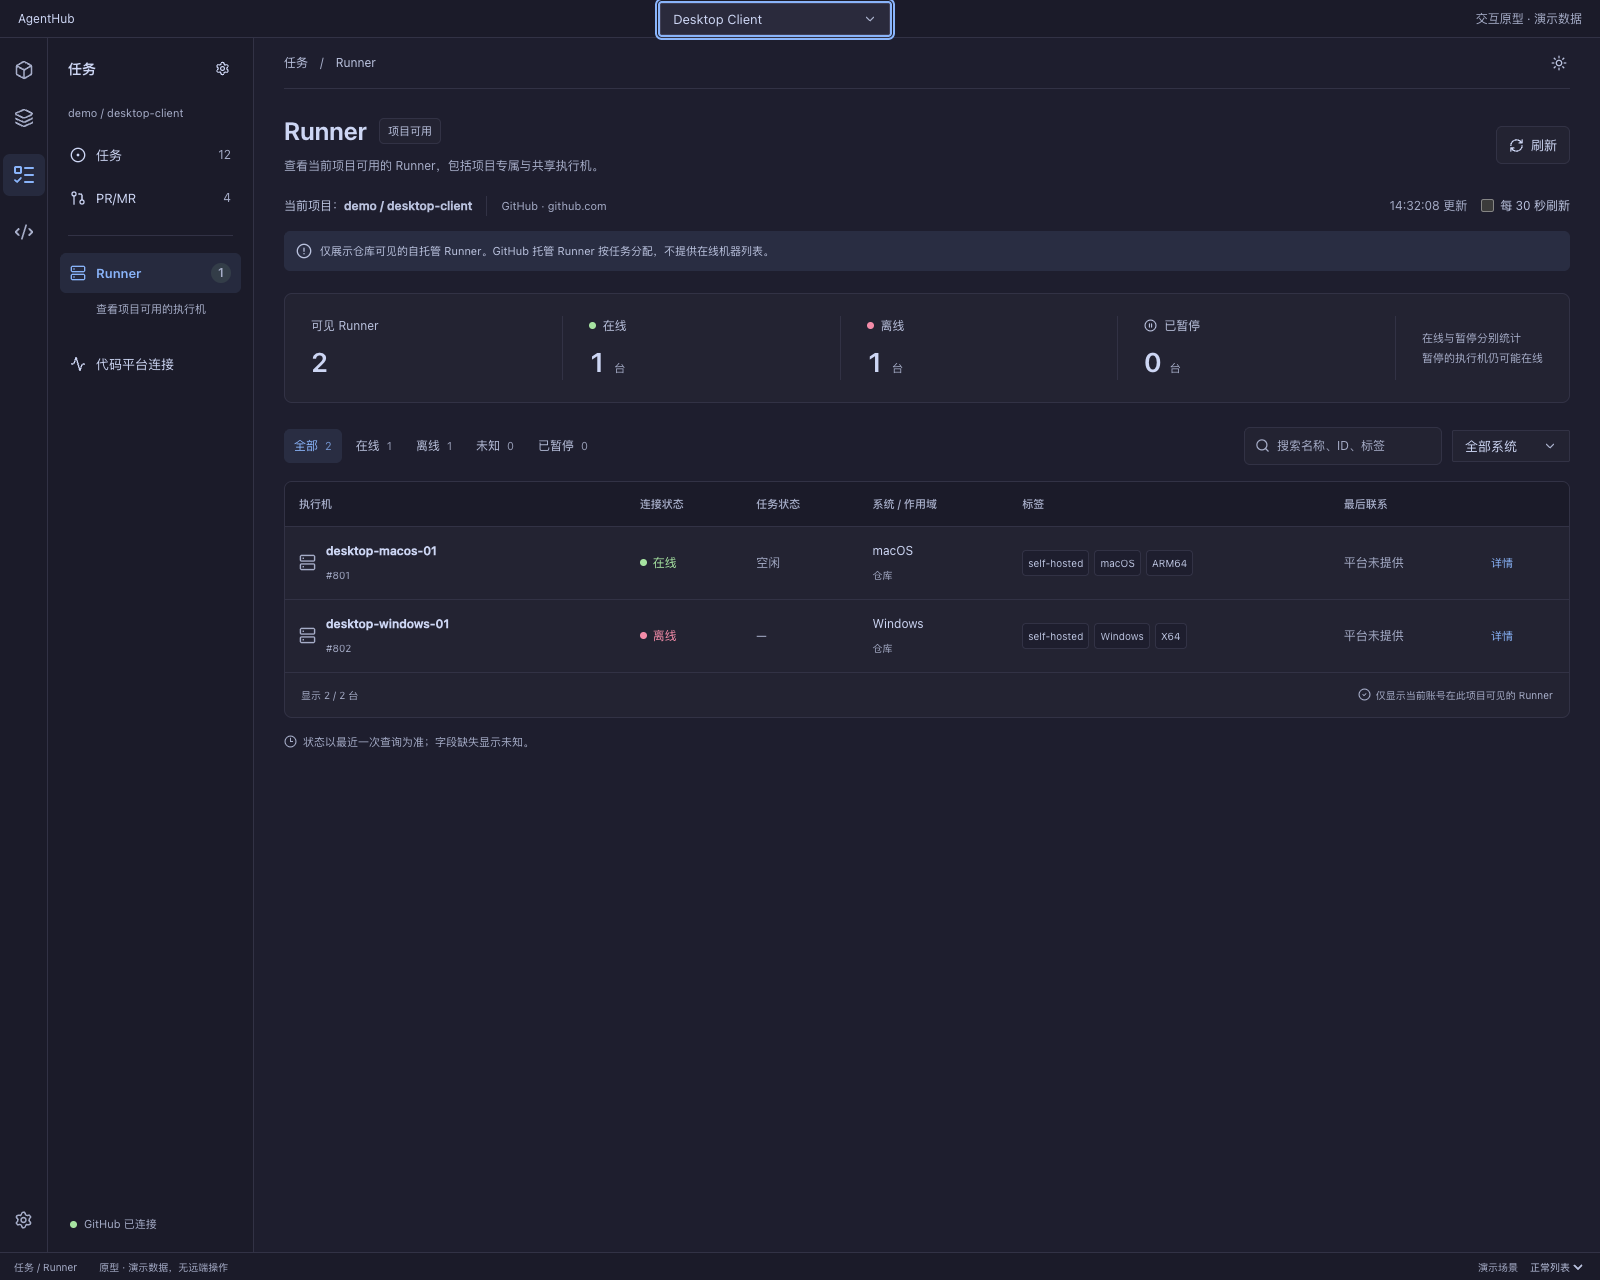 AgentHub
Desktop Client
交互原型 · 演示数据
任务
demo / desktop-client
任务 12
PR/MR 4
Runner 1
查看项目可用的执行机
代码平台连接
GitHub 已连接
任务 / Runner
Runner 项目可用
查看当前项目可用的 Runner，包括项目专属与共享执行机。
刷新
当前项目：demo / desktop-client GitHub · github.com
14:32:08 更新 每 30 秒刷新
仅展示仓库可见的自托管 Runner。GitHub 托管 Runner 按任务分配，不提供在线机器列表。
可见 Runner
2
在线
1 台
离线
1 台
已暂停
0 台
在线与暂停分别统计
暂停的执行机仍可能在线
全部 2 在线 1 离线 1 未知 0 已暂停 0
搜索名称、ID、标签
全部系统
执行机 连接状态 任务状态 系统 / 作用域 标签 最后联系
desktop-macos-01
#801
在线 空闲
macOS
仓库
self-hosted macOS ARM64
平台未提供 详情
desktop-windows-01
#802
离线 —
Windows
仓库
self-hosted Windows X64
平台未提供 详情
显示 2 / 2 台
仅显示当前账号在此项目可见的 Runner
状态以最近一次查询为准；字段缺失显示未知。
任务 / Runner 原型 · 演示数据，无远端操作
演示场景 正常列表